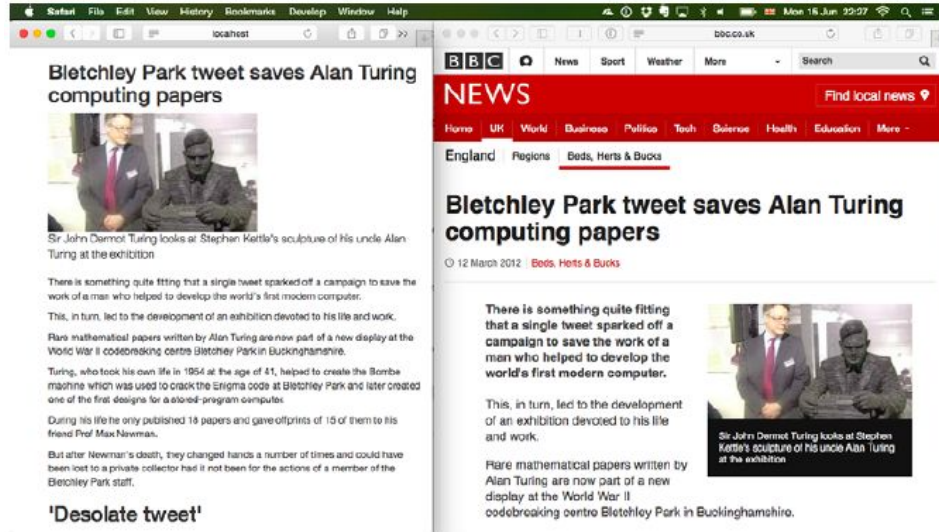 Safari File Edit View History Bookmarks Develop Window Help
Mon 15 Jun 22:27
localhost
Bletchley Park tweet saves Alan Turing
computing papers
Sir John Dermot Turing looks at Stephen Kettle's sculpture of his uncle Alan
Turing at the exhibition
There is something quite fitting that a single tweet sparked off a campaign to save the
work of a man who helped to develop the world's first modern computer.
This, in turn, led to the development of an exhibition devoted to his life and work.
Rare mathematical papers written by Alan Turing are now part of a new display at the
World War II codebreaking centre Bletchley Park in Buckinghamshire.
Turing, who took his own life in 1954 at the age of 41, helped to create the Bombe
machine which was used to crack the Enigma code at Bletchley Park and later created
one of the first designs for a stored-program computer.
During his life he only published 18 papers and gave offprints of 15 of them to his
friend Prof Max Newman.
But after Newman's death, they changed hands a number of times and could have
been lost to a private collector had it not been for the actions of a member of the
Bletchley Park staff.
'Desolate tweet'
bbc.co.uk
BBC News Sport Weather More Search
NEWS
Find local news
Home UK World Business Politics Tech Science Health Education More
England Regions Beds, Herts & Bucks
Bletchley Park tweet saves Alan Turing
computing papers
12 March 2012 Beds, Herts & Bucks
There is something quite fitting
that a single tweet sparked off a
campaign to save the work of a
man who helped to develop the
world's first modern computer.
This, in turn, led to the development
of an exhibition devoted to his life
and work.
Rare mathematical papers written by
Alan Turing are now part of a new
display at the World War II
codebreaking centre Bletchley Park in Buckinghamshire.
Sir John Dermot Turing looks at Stephen
Kettle's sculpture of his uncle Alan Turing
at the exhibition